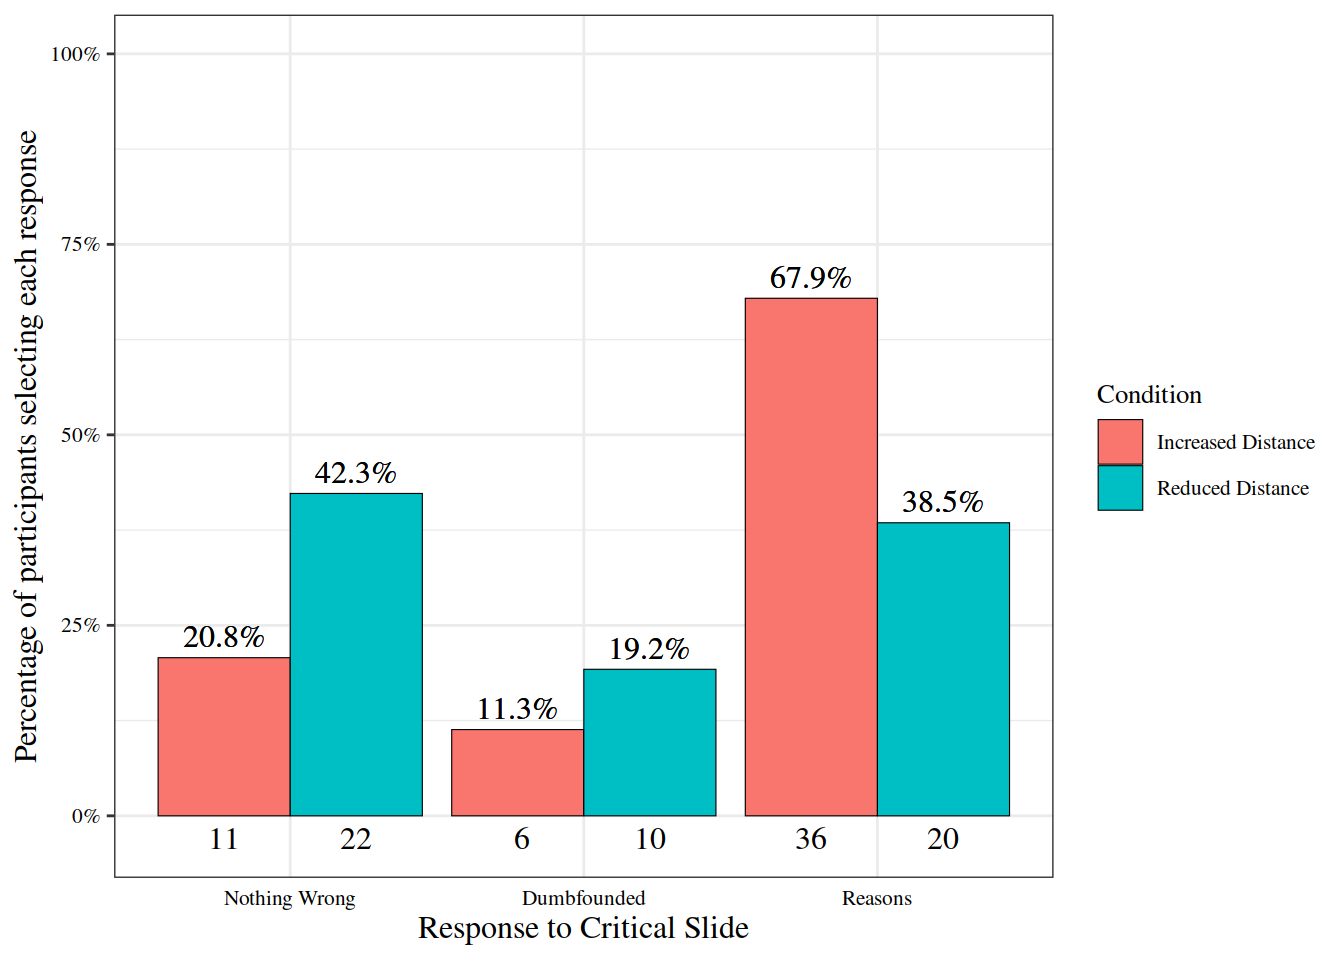 Percentage of participants selecting each response
100%
75%
50%
25%
0%
20.8%
42.3%
11.3%
19.2%
67.9%
38.5%
11 22 6 10 36 20
Nothing Wrong Dumbfounded Reasons
Response to Critical Slide
Condition
Increased Distance
Reduced Distance